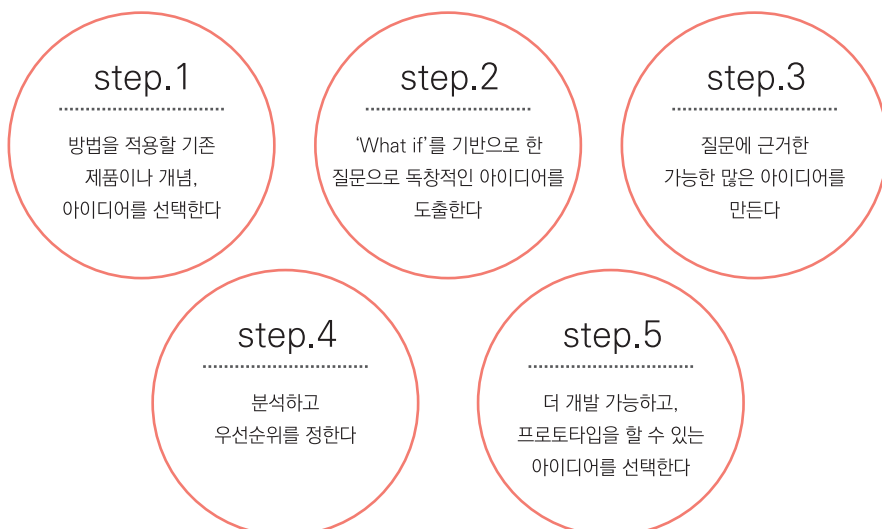 step.1
방법을 적용할 기존
제품이나 개념,
아이디어를 선택한다
step.2
‘What if’를 기반으로 한
질문으로 독창적인 아이디어를
도출한다
step.3
질문에 근거한
가능한 많은 아이디어를
만든다
step.4
분석하고
우선순위를 정한다
step.5
더 개발 가능하고,
프로토타입을 할 수 있는
아이디어를 선택한다